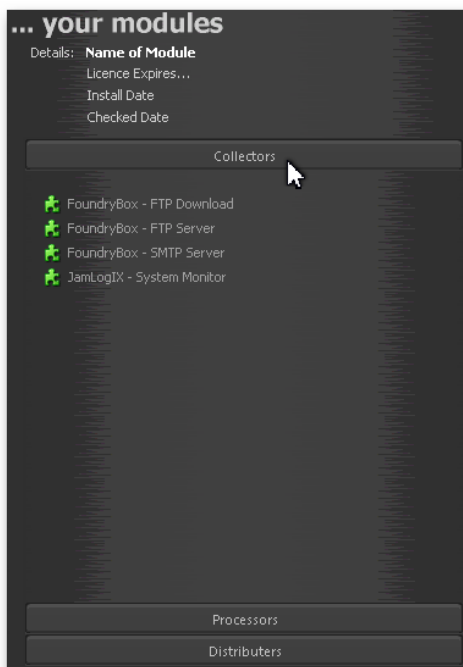 ... your modules
Details: Name of Module
Licence Expires...
Install Date
Checked Date
Collectors
FoundryBox - FTP Download
FoundryBox - FTP Server
FoundryBox - SMTP Server
JamLogIX - System Monitor
Processors
Distributers